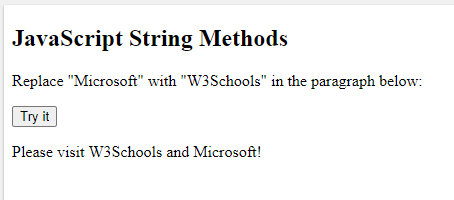 JavaScript String Methods
Replace "Microsoft" with "W3Schools" in the paragraph below:
Try it
Please visit W3Schools and Microsoft!